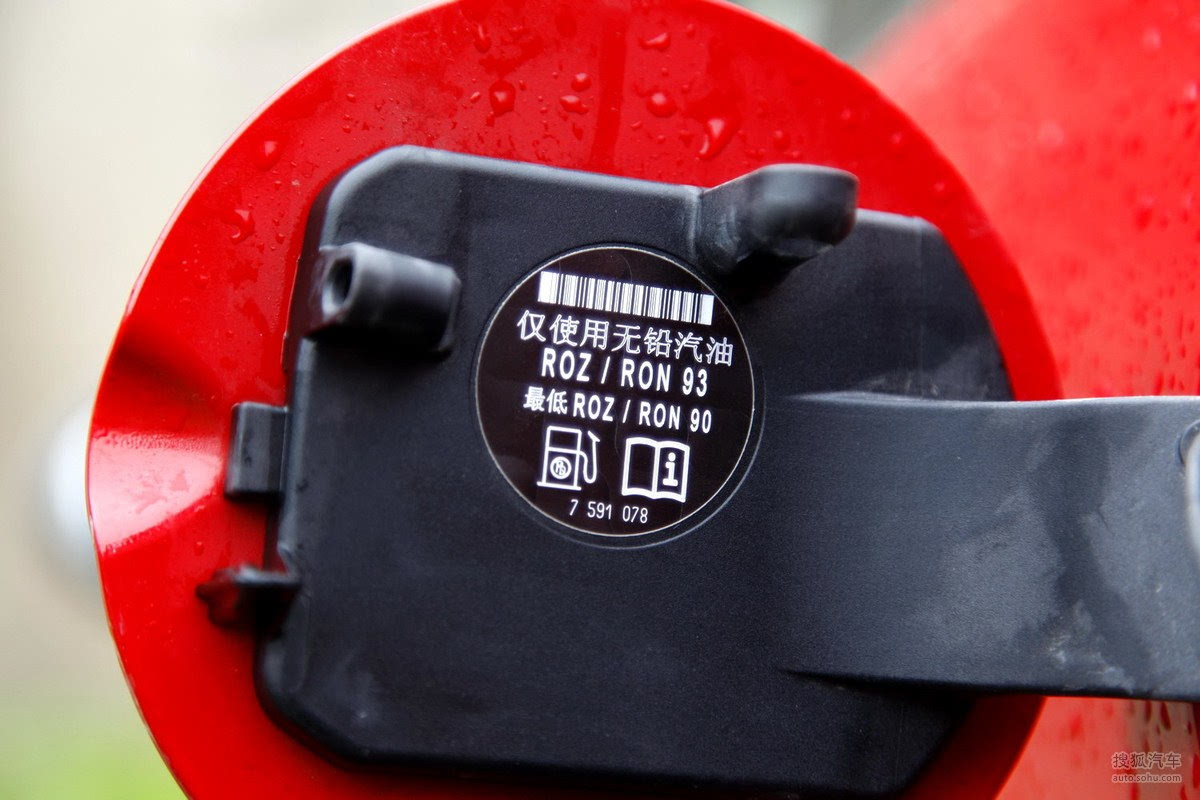 仅使用无铅汽油
ROZ / RON 93
最低 ROZ / RON 90
7 591 078
搜狐汽车
auto.sohu.com